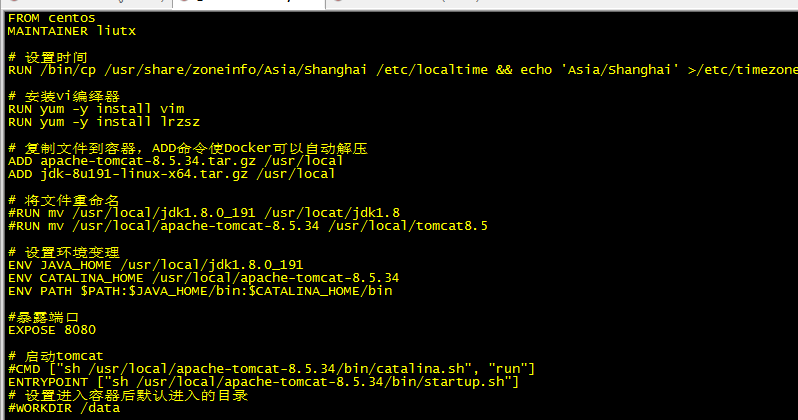 FROM centos
MAINTAINER liutx
# 设置时间
RUN /bin/cp /usr/share/zoneinfo/Asia/Shanghai /etc/localtime && echo 'Asia/Shanghai' >/etc/timezone
# 安装vi编绎器
RUN yum -y install vim
RUN yum -y install lrzsz
# 复制文件到容器，ADD命令使Docker可以自动解压
ADD apache-tomcat-8.5.34.tar.gz /usr/local
ADD jdk-8u191-linux-x64.tar.gz /usr/local
# 将文件重命名
#RUN mv /usr/local/jdk1.8.0_191 /usr/locat/jdk1.8
#RUN mv /usr/local/apache-tomcat-8.5.34 /usr/local/tomcat8.5
# 设置环境变理
ENV JAVA_HOME /usr/local/jdk1.8.0_191
ENV CATALINA_HOME /usr/local/apache-tomcat-8.5.34
ENV PATH $PATH:$JAVA_HOME/bin:$CATALINA_HOME/bin
#暴露端口
EXPOSE 8080
# 启动tomcat
#CMD ["sh /usr/local/apache-tomcat-8.5.34/bin/catalina.sh", "run"]
ENTRYPOINT ["sh /usr/local/apache-tomcat-8.5.34/bin/startup.sh"]
# 设置进入容器后默认进入的目录
#WORKDIR /data